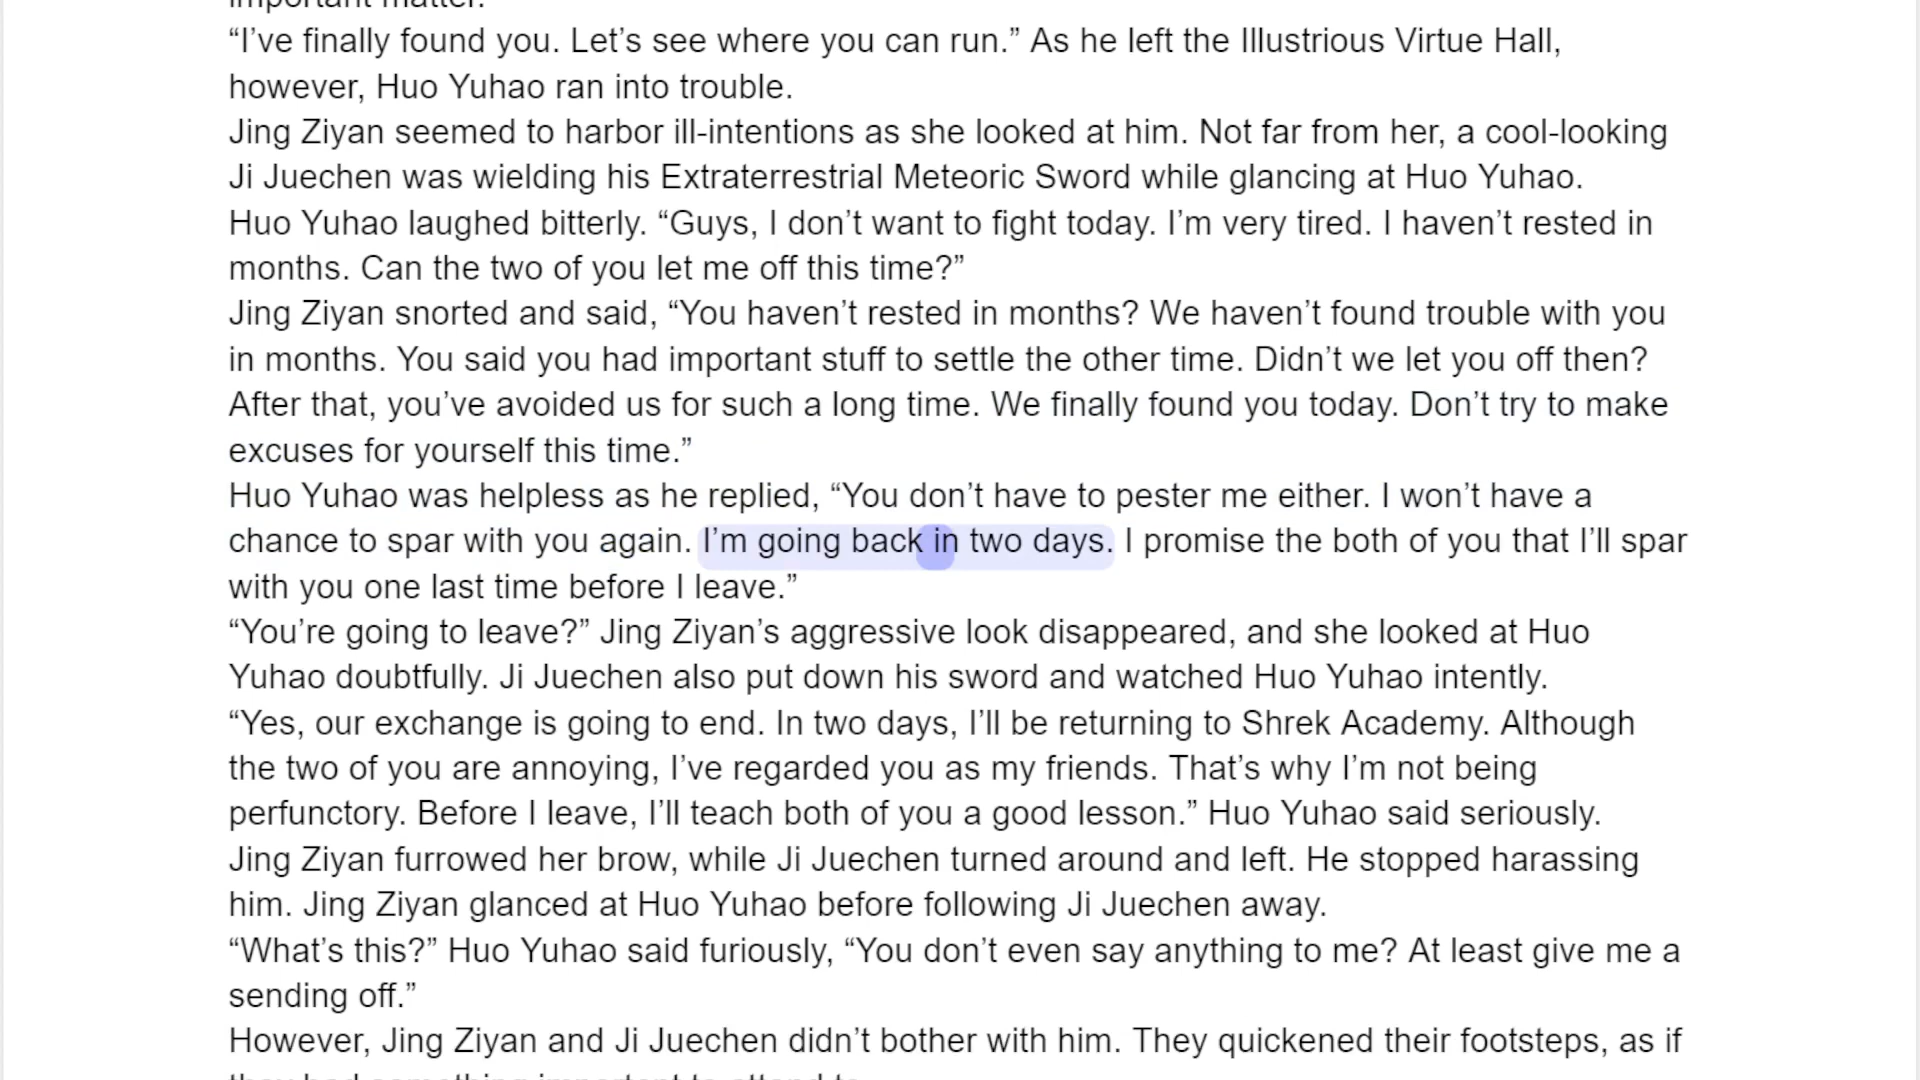 important matter.
“I’ve finally found you. Let’s see where you can run.” As he left the Illustrious Virtue Hall,
however, Huo Yuhao ran into trouble.
Jing Ziyan seemed to harbor ill-intentions as she looked at him. Not far from her, a cool-looking
Ji Juechen was wielding his Extraterrestrial Meteoric Sword while glancing at Huo Yuhao.
Huo Yuhao laughed bitterly. “Guys, I don’t want to fight today. I’m very tired. I haven’t rested in
months. Can the two of you let me off this time?”
Jing Ziyan snorted and said, “You haven’t rested in months? We haven’t found trouble with you
in months. You said you had important stuff to settle the other time. Didn’t we let you off then?
After that, you’ve avoided us for such a long time. We finally found you today. Don’t try to make
excuses for yourself this time.”
Huo Yuhao was helpless as he replied, “You don’t have to pester me either. I won’t have a
chance to spar with you again. I’m going back in two days. I promise the both of you that I’ll spar
with you one last time before I leave.”
“You’re going to leave?” Jing Ziyan’s aggressive look disappeared, and she looked at Huo
Yuhao doubtfully. Ji Juechen also put down his sword and watched Huo Yuhao intently.
“Yes, our exchange is going to end. In two days, I’ll be returning to Shrek Academy. Although
the two of you are annoying, I’ve regarded you as my friends. That’s why I’m not being
perfunctory. Before I leave, I’ll teach both of you a good lesson.” Huo Yuhao said seriously.
Jing Ziyan furrowed her brow, while Ji Juechen turned around and left. He stopped harassing
him. Jing Ziyan glanced at Huo Yuhao before following Ji Juechen away.
“What’s this?” Huo Yuhao said furiously, “You don’t even say anything to me? At least give me a
sending off.”
However, Jing Ziyan and Ji Juechen didn’t bother with him. They quickened their footsteps, as if
they had something important to attend to.